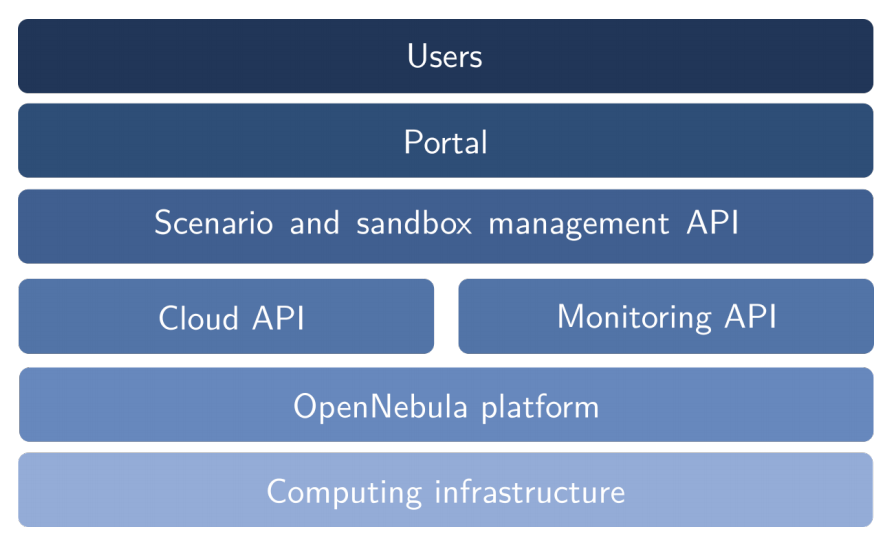 Users
Portal
Scenario and sandbox management API
Cloud API
Monitoring API
OpenNebula platform
Computing infrastructure